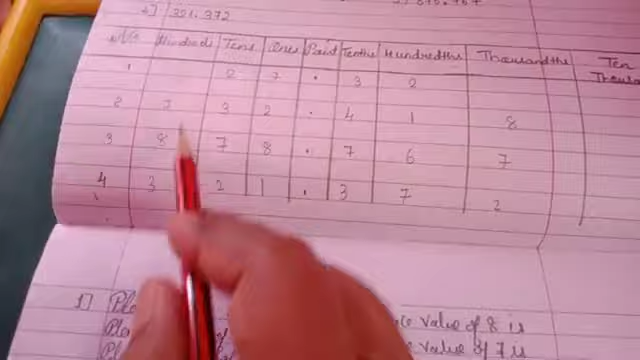 4] 321.372
Hundreds Tens Ones Point Tenths Hundredths Thousandths Ten
1 2 7 . 3 2
2 7 3 2 . 4 1 8
3 8 7 8 . 7 6 7
4 3 2 1 . 3 7 2
1]
value of 8 is
value of 7 is